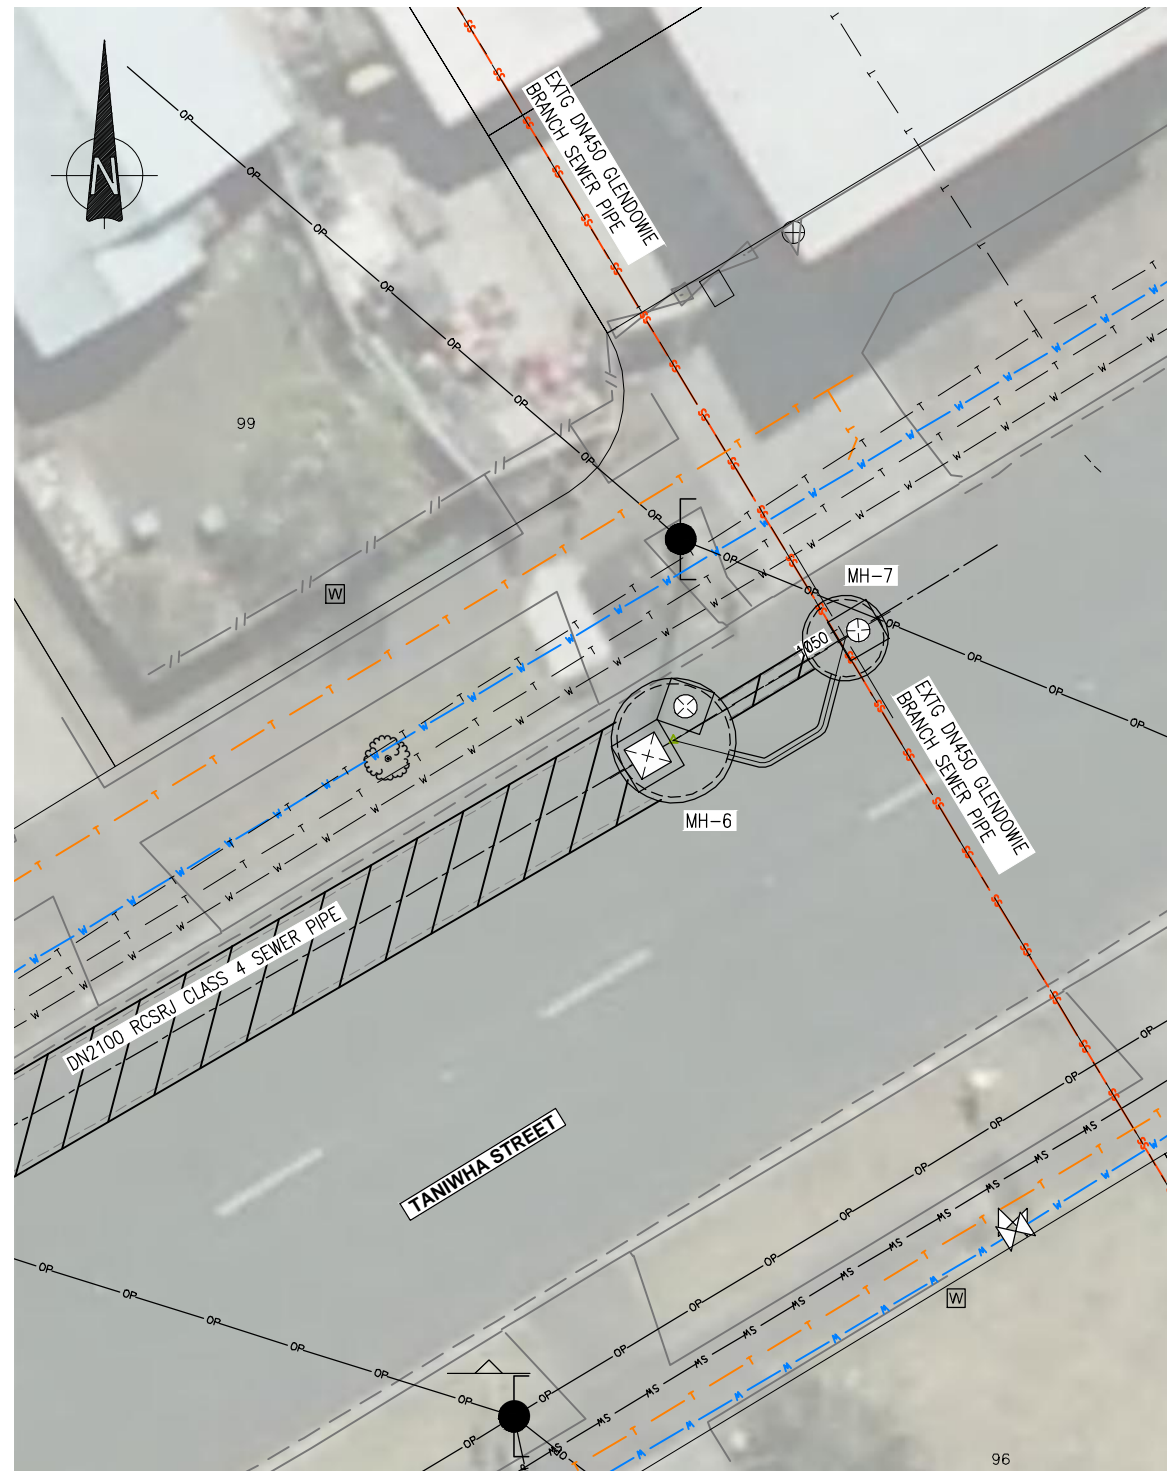 EXTG DN450 GLENDOWIE
BRANCH SEWER PIPE
N
99
W
MH-7
1050
EXTG DN450 GLENDOWIE
BRANCH SEWER PIPE
MH-6
DN2100 RCSRJ CLASS 4 SEWER PIPE
TANIWHA STREET
W
96